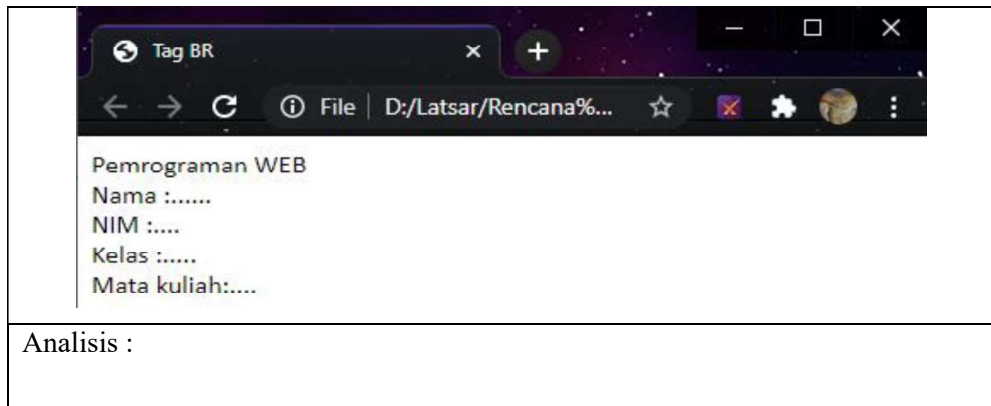 Tag BR
File | D:/Latsar/Rencana%...
Pemrograman WEB
Nama :......
NIM :....
Kelas :.....
Mata kuliah:....
Analisis :